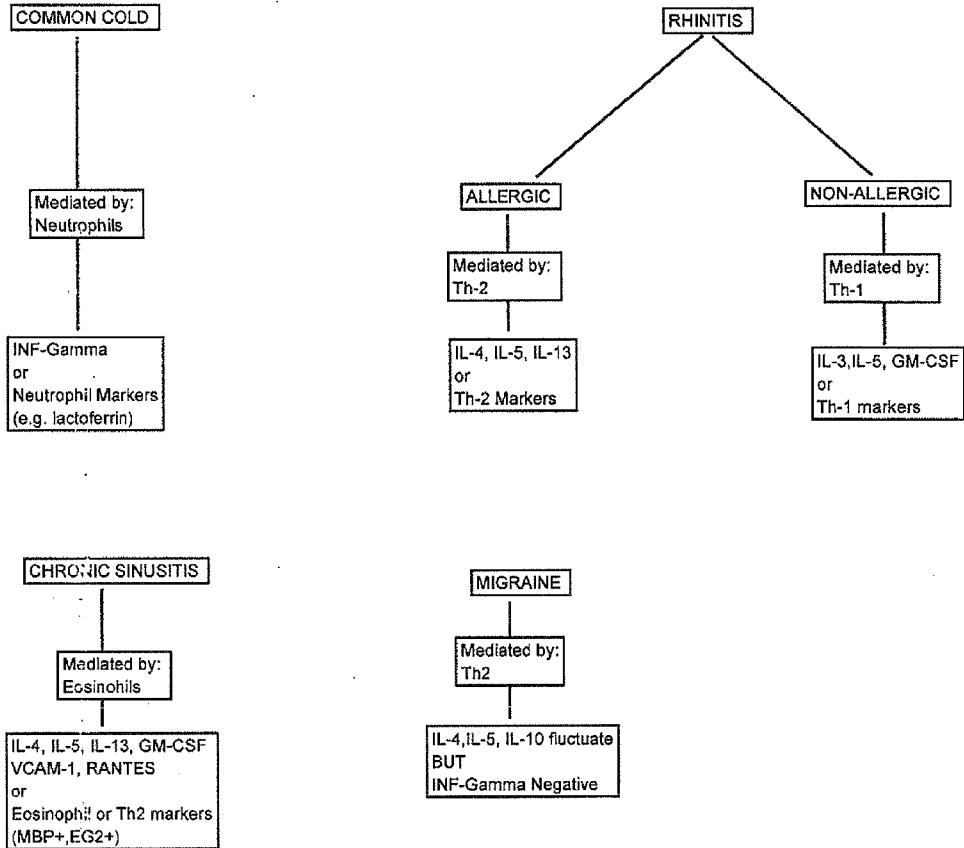 COMMON COLD
Mediated by:
Neutrophils
INF-Gamma
or
Neutrophil Markers
(e.g. lactoferrin)
RHINITIS
ALLERGIC
Mediated by:
Th-2
IL-4, IL-5, IL-13
or
Th-2 Markers
NON-ALLERGIC
Mediated by:
Th-1
IL-3,IL-5, GM-CSF
or
Th-1 markers
CHRONIC SINUSITIS
Mediated by:
Eosinohils
IL-4, IL-5, IL-13, GM-CSF
VCAM-1, RANTES
or
Eosinophil or Th2 markers
(MBP+,EG2+)
MIGRAINE
Mediated by:
Th2
IL-4,IL-5, IL-10 fluctuate
BUT
INF-Gamma Negative